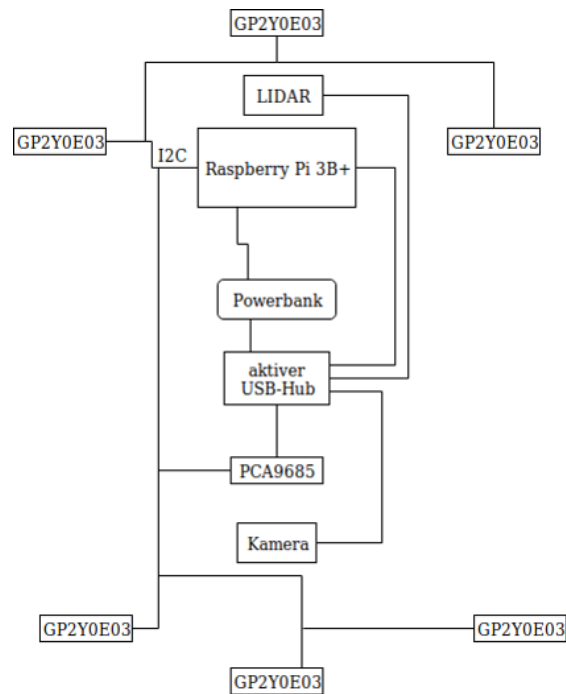 GP2Y0E03
LIDAR
GP2Y0E03
GP2Y0E03
I2C
Raspberry Pi 3B+
Powerbank
aktiver
USB-Hub
PCA9685
Kamera
GP2Y0E03
GP2Y0E03
GP2Y0E03